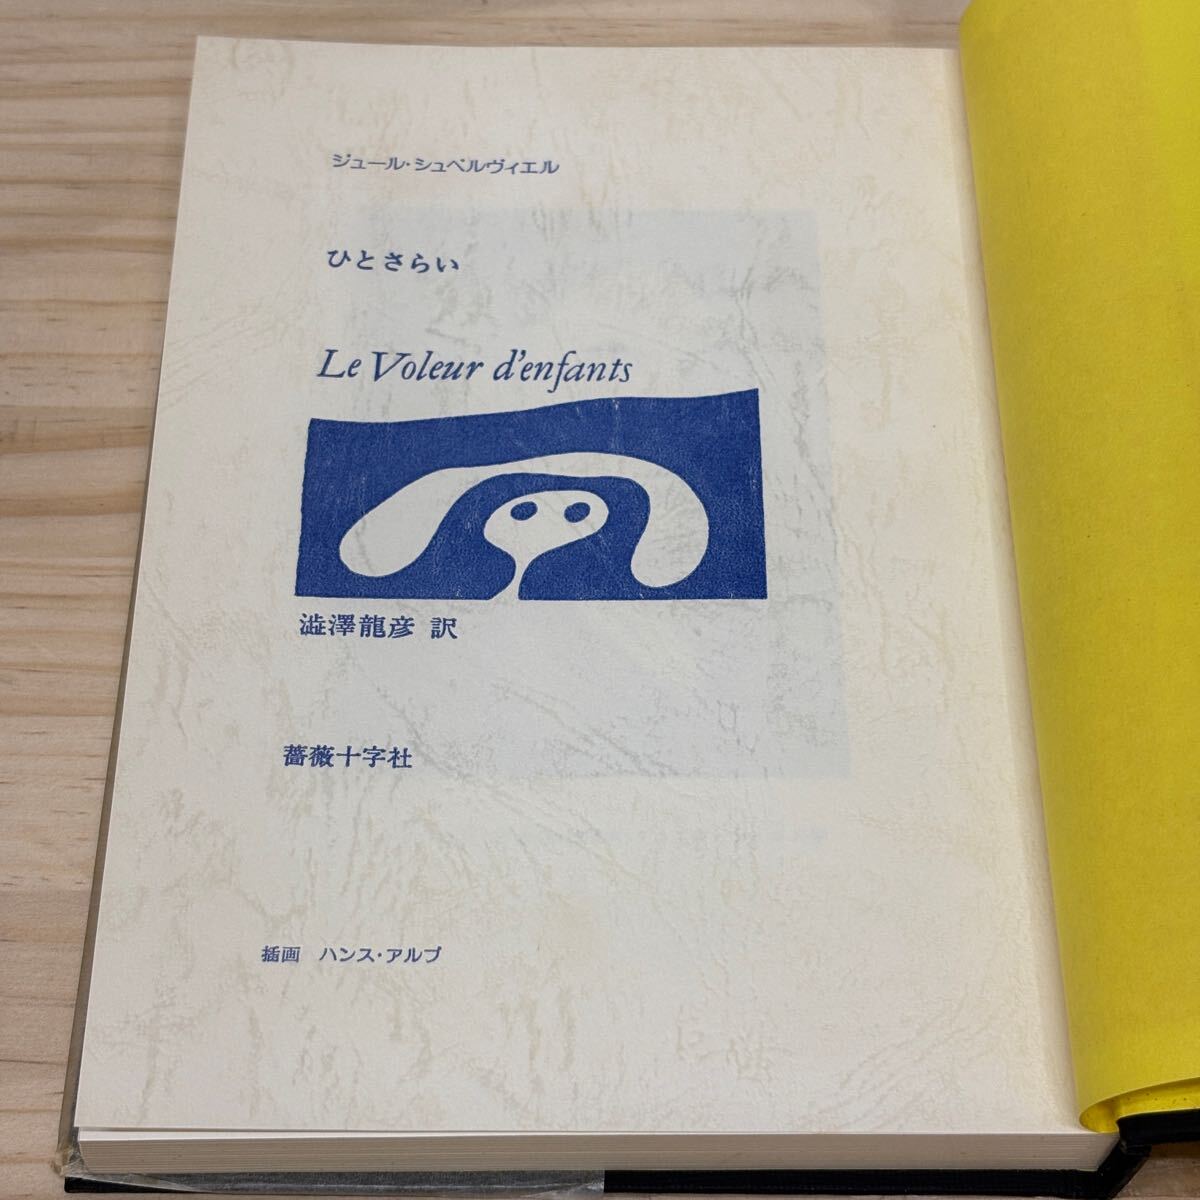 ジュール・シュペルヴィエル
ひとさらい
Le Voleur d'enfants
澁澤龍彦 訳
薔薇十字社
插画 ハンス・アルプ